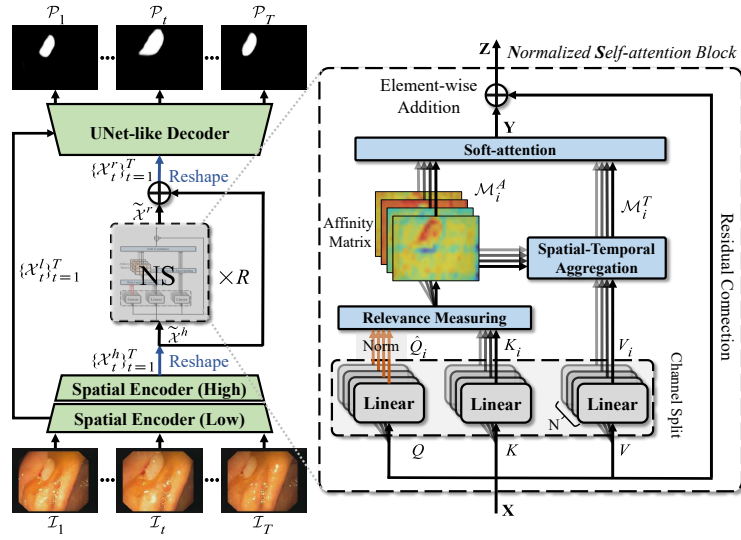 𝒫_1 𝒫_t 𝒫_T
... ...
UNet-like Decoder
{𝒳_t^r}_{t=1}^T Reshape
𝒳̃^r
{𝒳_t^l}_{t=1}^T
NS
×R
𝒳̃^h
{𝒳_t^h}_{t=1}^T Reshape
Spatial Encoder (High)
Spatial Encoder (Low)
... ...
ℐ_1 ℐ_t ℐ_T
Z Normalized Self-attention Block
Element-wise
Addition
Y
Soft-attention
ℳ_i^A
ℳ_i^T
Affinity
Matrix
Spatial-Temporal
Aggregation
Residual Connection
Relevance Measuring
Norm Q̂_i K_i V_i
Linear Linear Linear
N
Channel Split
Q K V
X